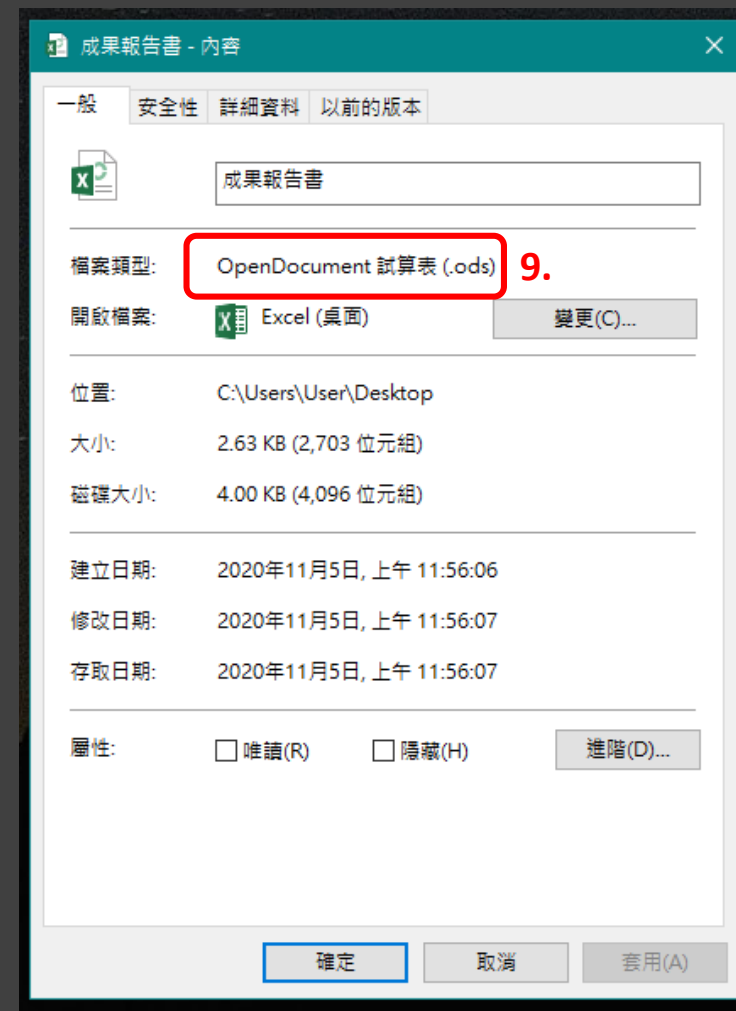 成果報告書 - 內容
一般 安全性 詳細資料 以前的版本
成果報告書
檔案類型: OpenDocument 試算表 (.ods) 9.
開啟檔案: Excel (桌面) 變更(C)...
位置: C:\Users\User\Desktop
大小: 2.63 KB (2,703 位元組)
磁碟大小: 4.00 KB (4,096 位元組)
建立日期: 2020年11月5日, 上午 11:56:06
修改日期: 2020年11月5日, 上午 11:56:07
存取日期: 2020年11月5日, 上午 11:56:07
屬性: 唯讀(R) 隱藏(H) 進階(D)...
確定 取消 套用(A)